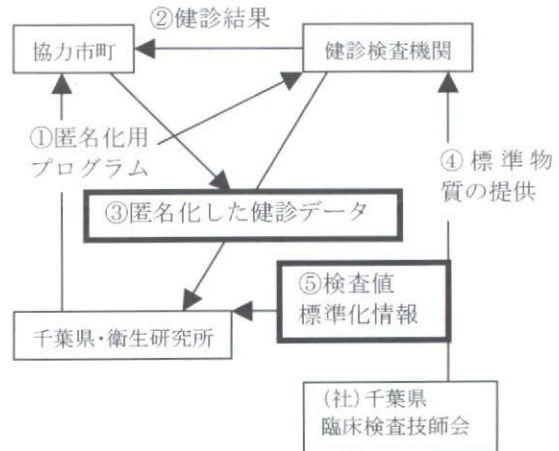 ②健診結果
協力市町
健診検査機関
①匿名化用
プログラム
④標準物
質の提供
③匿名化した健診データ
⑤検査値
標準化情報
千葉県・衛生研究所
(社)千葉県
臨床検査技師会